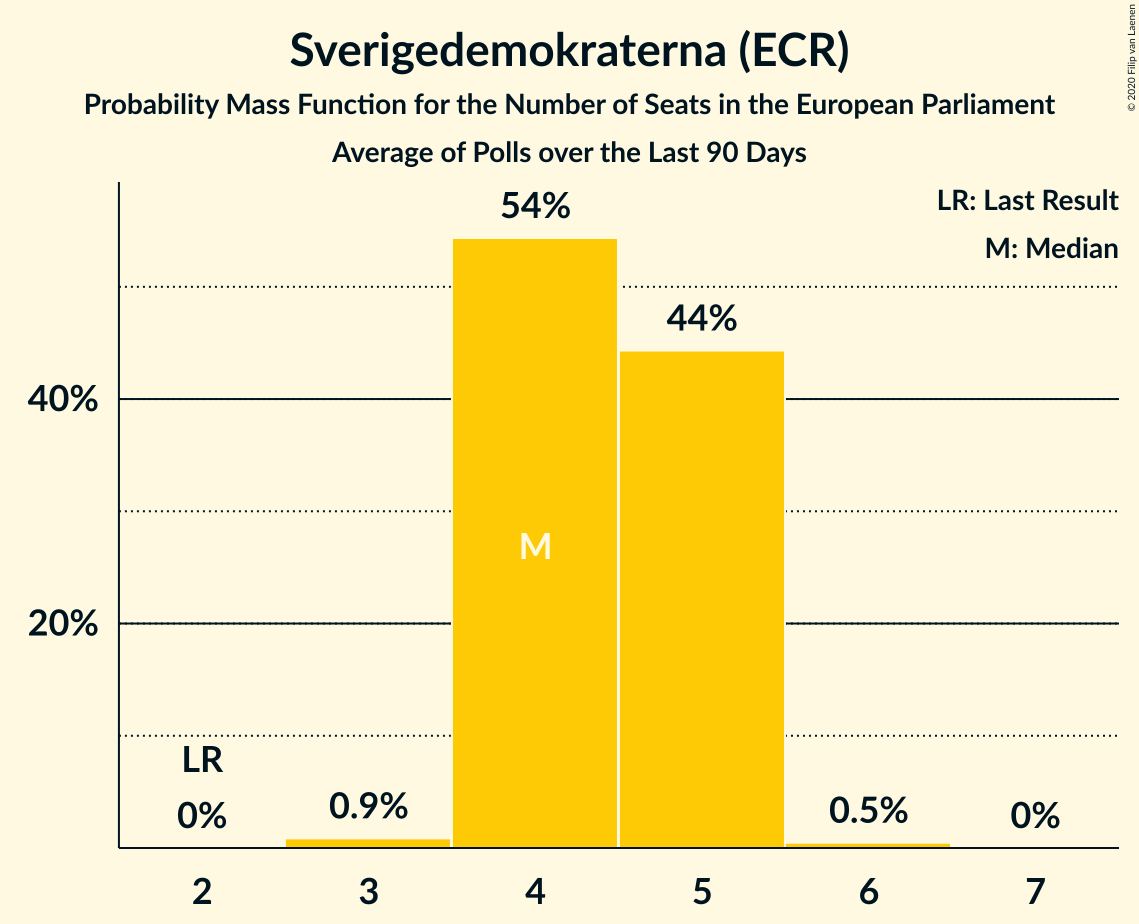 Sverigedemokraterna (ECR)
Probability Mass Function for the Number of Seats in the European Parliament
Average of Polls over the Last 90 Days
© 2020 Filip van Laenen
LR: Last Result
M: Median
54%
44%
40%
M
20%
LR
0%
0.9%
0.5%
0%
2
3
4
5
6
7